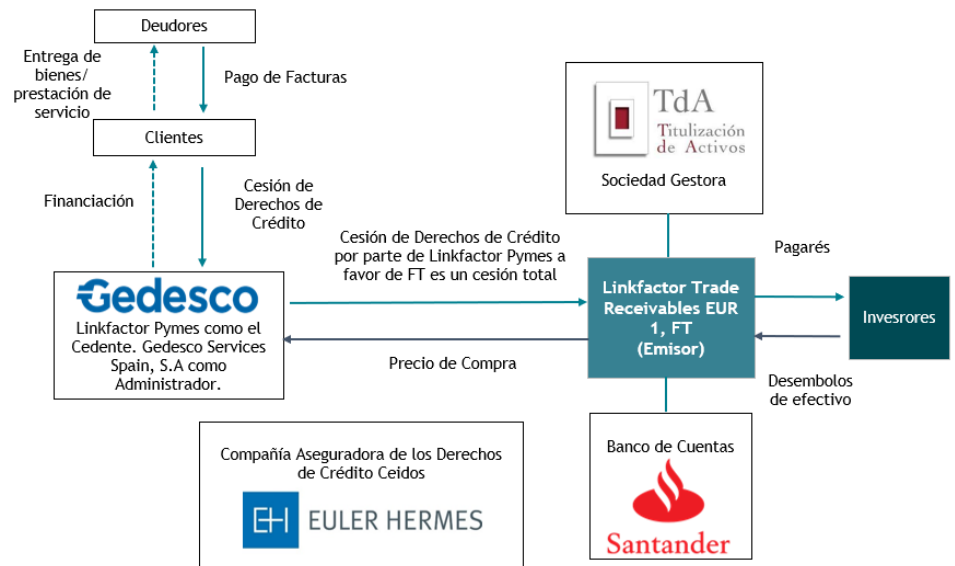 Deudores
Entrega de
bienes/
prestación de
servicio
Pago de Facturas
Clientes
Financiación
Cesión de
Derechos de
Crédito
Gedesco
Linkfactor Pymes como el
Cedente. Gedesco Services
Spain, S.A como
Administrador.
Cesión de Derechos de Crédito
por parte de Linkfactor Pymes a
favor de FT es un cesión total
Precio de Compra
TdA
Titulización
de Activos
Sociedad Gestora
Linkfactor Trade
Receivables EUR
1, FT
(Emisor)
Pagarés
Invesrores
Desembolos
de efectivo
Compañía Aseguradora de los Derechos
de Crédito Ceidos
EH EULER HERMES
Banco de Cuentas
Santander